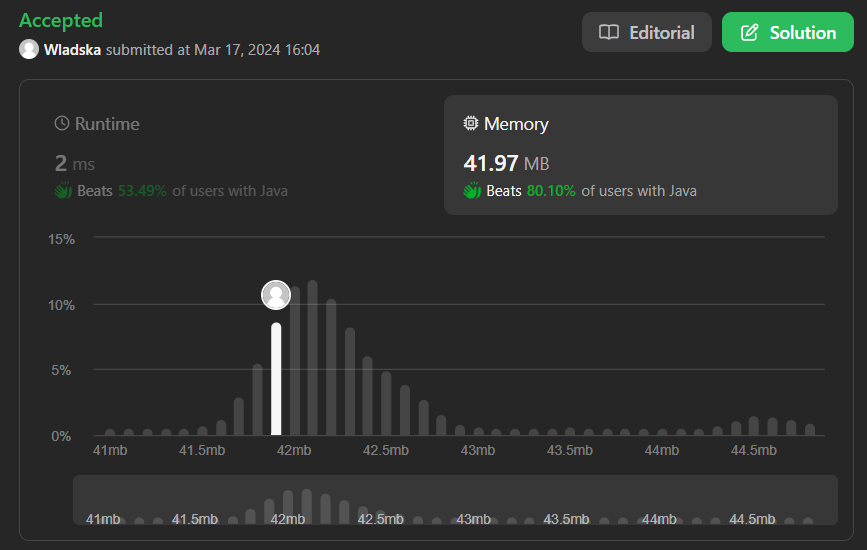 Accepted
Wladska submitted at Mar 17, 2024 16:04
Editorial
Solution
Runtime
2 ms
Beats 53.49% of users with Java
Memory
41.97 MB
Beats 80.10% of users with Java
15%
10%
5%
0%
41mb 41.5mb 42mb 42.5mb 43mb 43.5mb 44mb 44.5mb
41mb 41.5mb 42mb 42.5mb 43mb 43.5mb 44mb 44.5mb